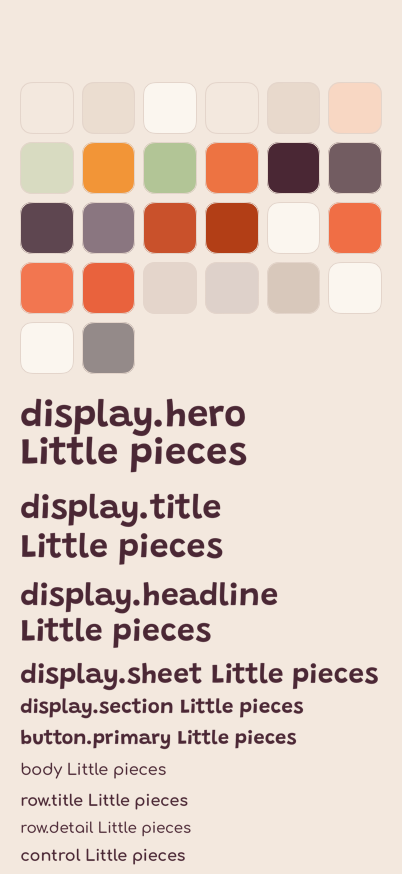 display.hero
Little pieces
display.title
Little pieces
display.headline
Little pieces
display.sheet Little pieces
display.section Little pieces
button.primary Little pieces
body Little pieces
row.title Little pieces
row.detail Little pieces
control Little pieces